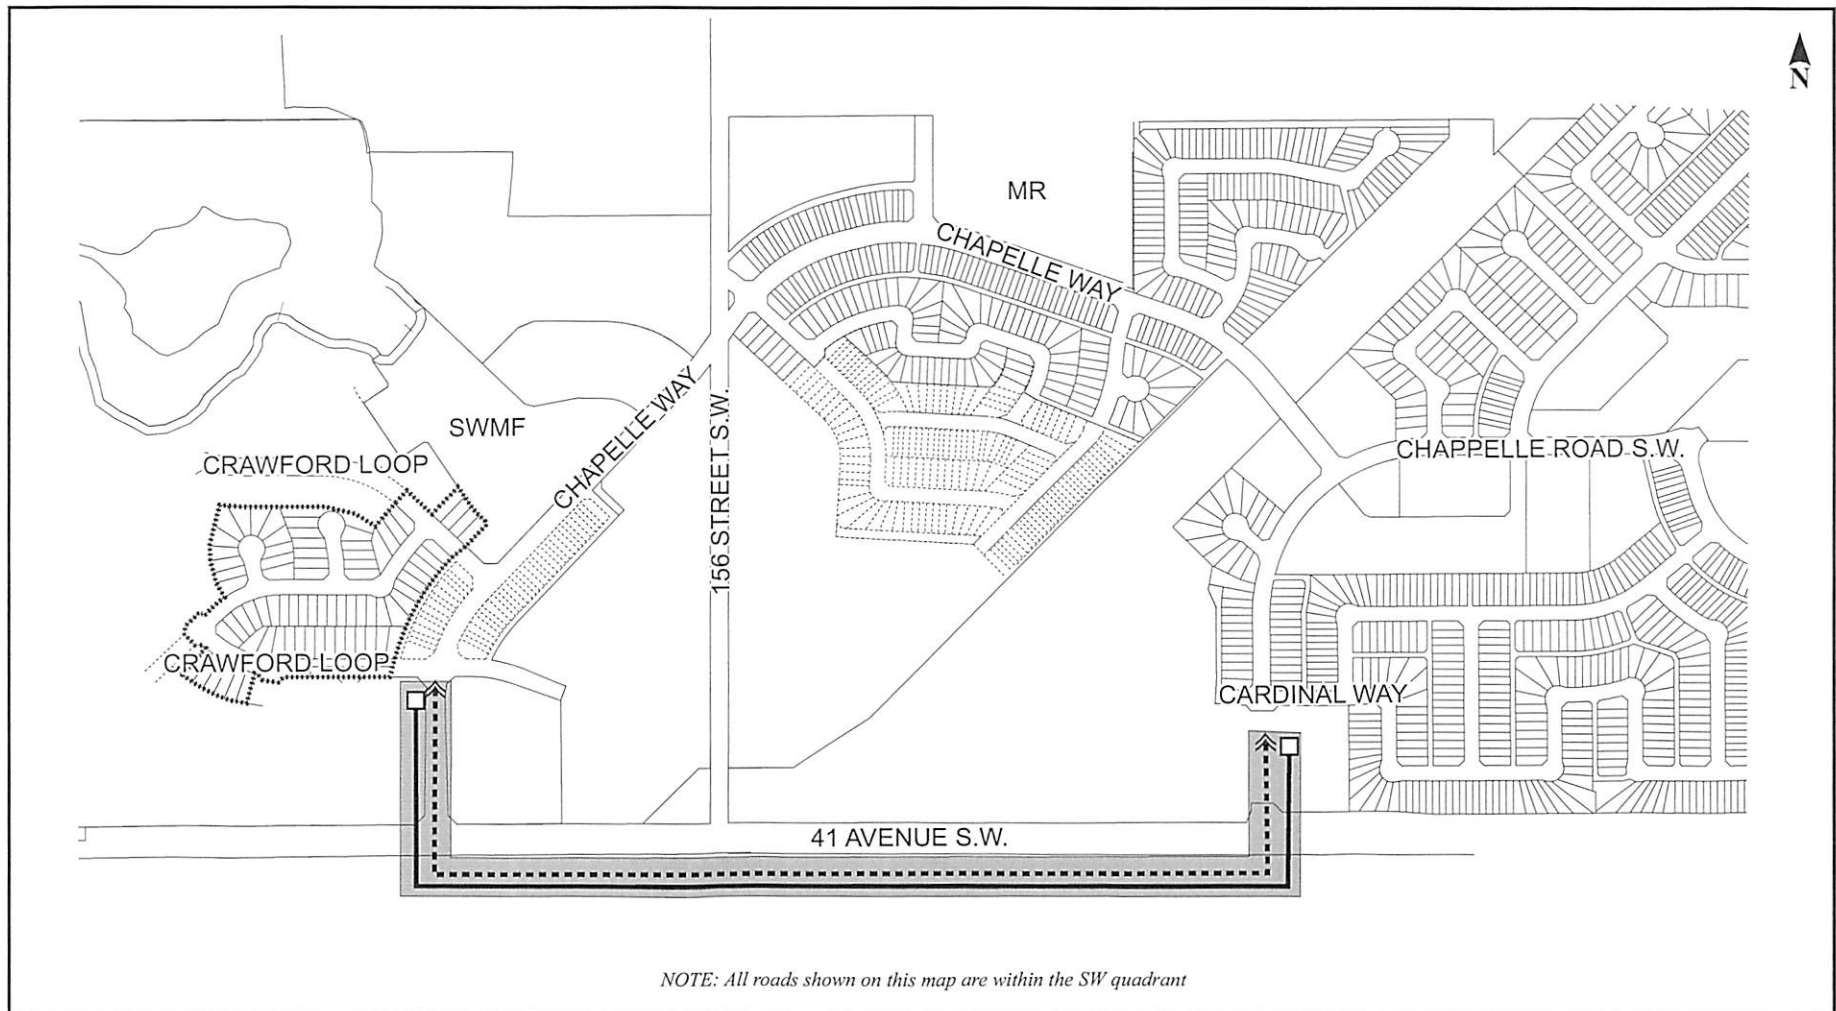 N
MR
CHAPELLE WAY
SWMF
CHAPELLE WAY
156 STREET S.W.
CRAWFORD LOOP
CHAPPELLE ROAD S.W.
CRAWFORD LOOP
CARDINAL WAY
41 AVENUE S.W.
NOTE: All roads shown on this map are within the SW quadrant